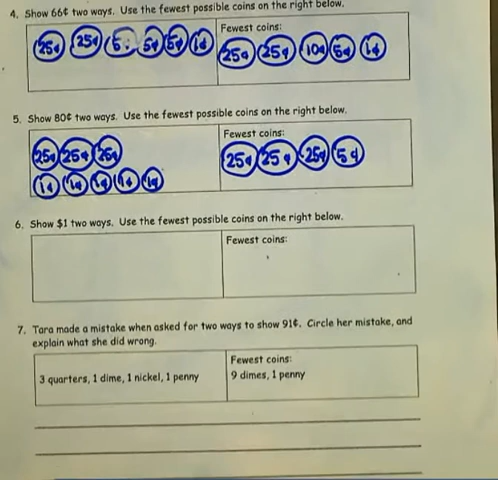 4. Show 66¢ two ways. Use the fewest possible coins on the right below.
Fewest coins:
25¢ 25¢ 5¢ 5¢ 5¢ 1¢
25¢ 25¢ 10¢ 5¢ 1¢
5. Show 80¢ two ways. Use the fewest possible coins on the right below.
Fewest coins:
25¢ 25¢ 25¢
1¢ 1¢ 1¢ 1¢ 1¢
25¢ 25¢ 25¢ 5¢
6. Show $1 two ways. Use the fewest possible coins on the right below.
Fewest coins:
7. Tara made a mistake when asked for two ways to show 91¢. Circle her mistake, and
explain what she did wrong.
3 quarters, 1 dime, 1 nickel, 1 penny
Fewest coins:
9 dimes, 1 penny